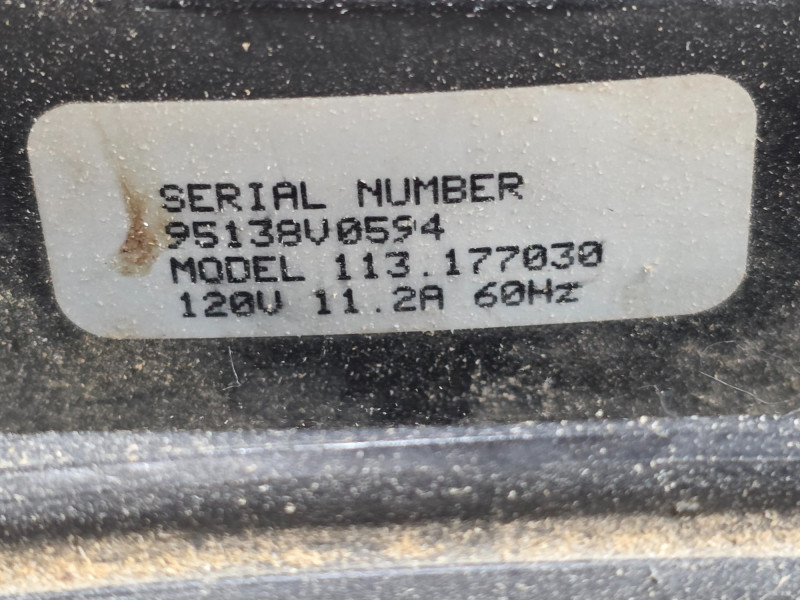 SERIAL NUMBER
95138V0594
MODEL 113.177030
120V 11.2A 60Hz